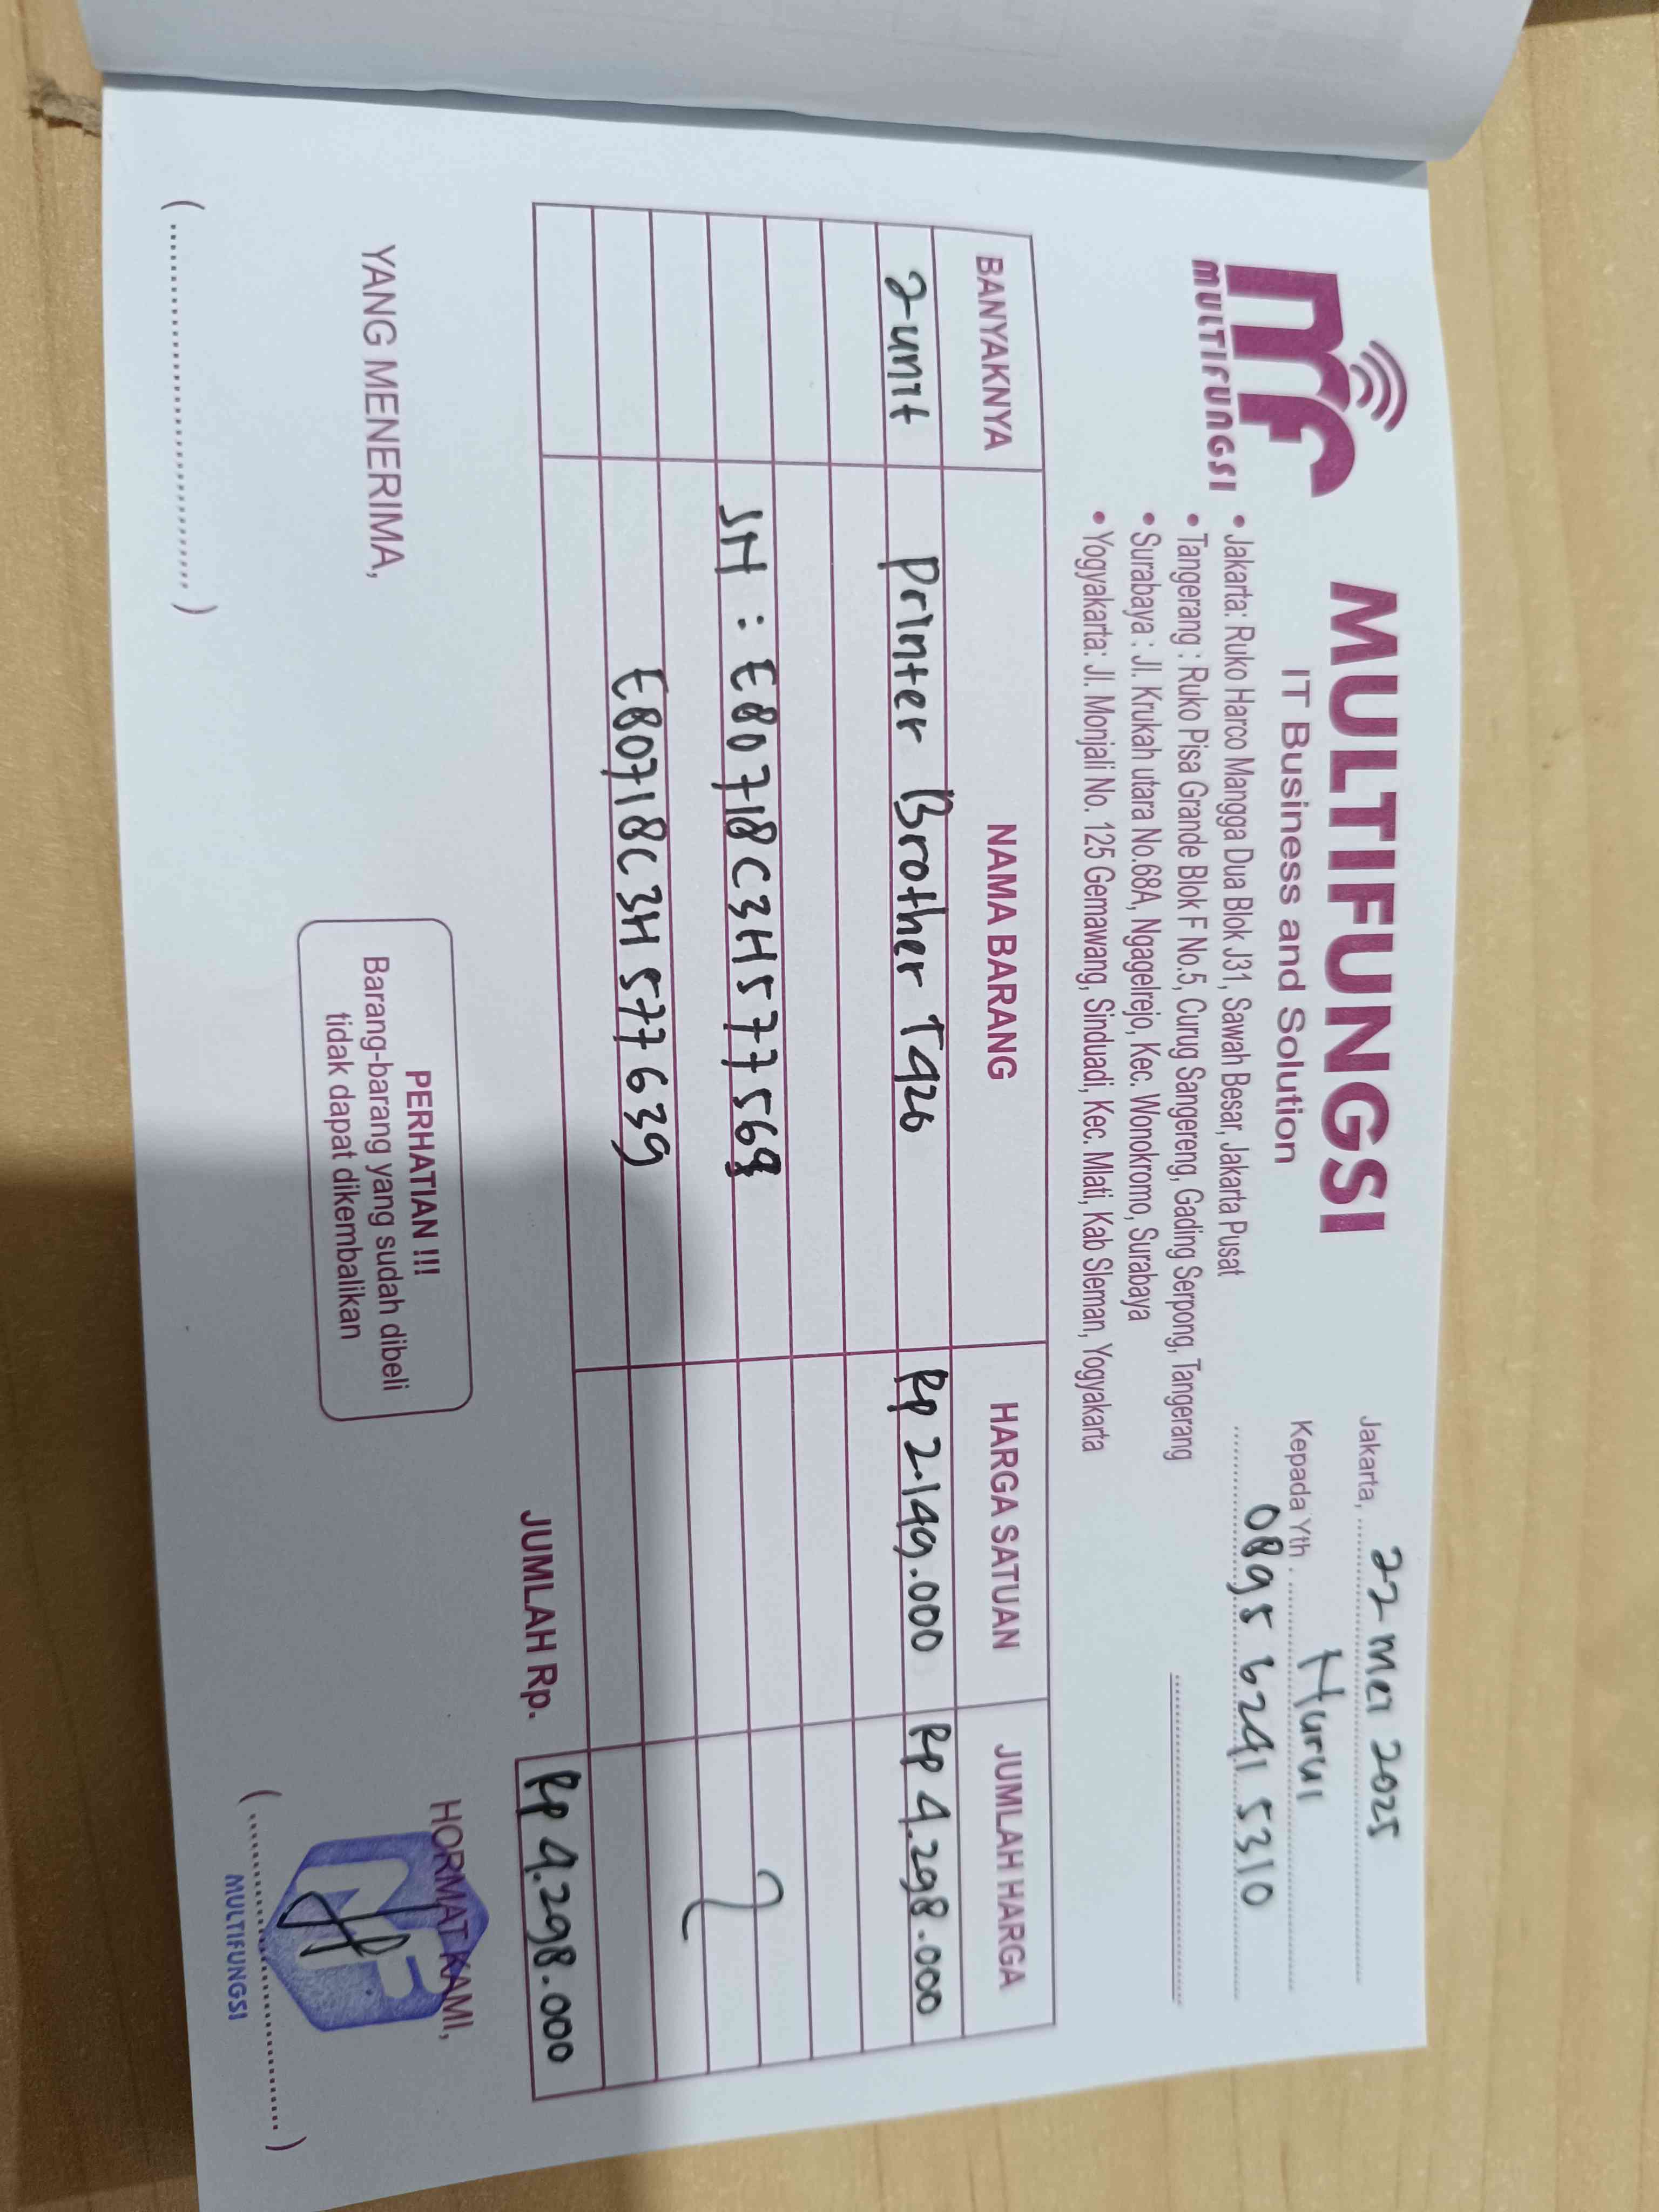 MULTIFUNGSI
MULTIFUNGSI
IT Business and Solution
• Jakarta: Ruko Harco Mangga Dua Blok J31, Sawah Besar, Jakarta Pusat
• Tangerang : Ruko Pisa Grande Blok F No.5, Curug Sangereng, Gading Serpong, Tangerang
• Surabaya : Jl. Krukah utara No.68A, Ngagelrejo, Kec. Wonokromo, Surabaya
• Yogyakarta: Jl. Monjali No. 125 Gemawang, Sinduadi, Kec. Mlati, Kab Sleman, Yogyakarta
Jakarta, 22 Mei 2025
Kepada Yth. Nurul
0895 6241 5310
BANYAKNYA NAMA BARANG HARGA SATUAN JUMLAH HARGA
2 unit Printer Brother T426 Rp 2.149.000 Rp 4.298.000
SN : E80718C3H577569
E80718C3H577639
JUMLAH Rp. Rp 4.298.000
YANG MENERIMA,
PERHATIAN !!!
Barang-barang yang sudah dibeli
tidak dapat dikembalikan
HORMAT KAMI,
MF
MULTIFUNGSI